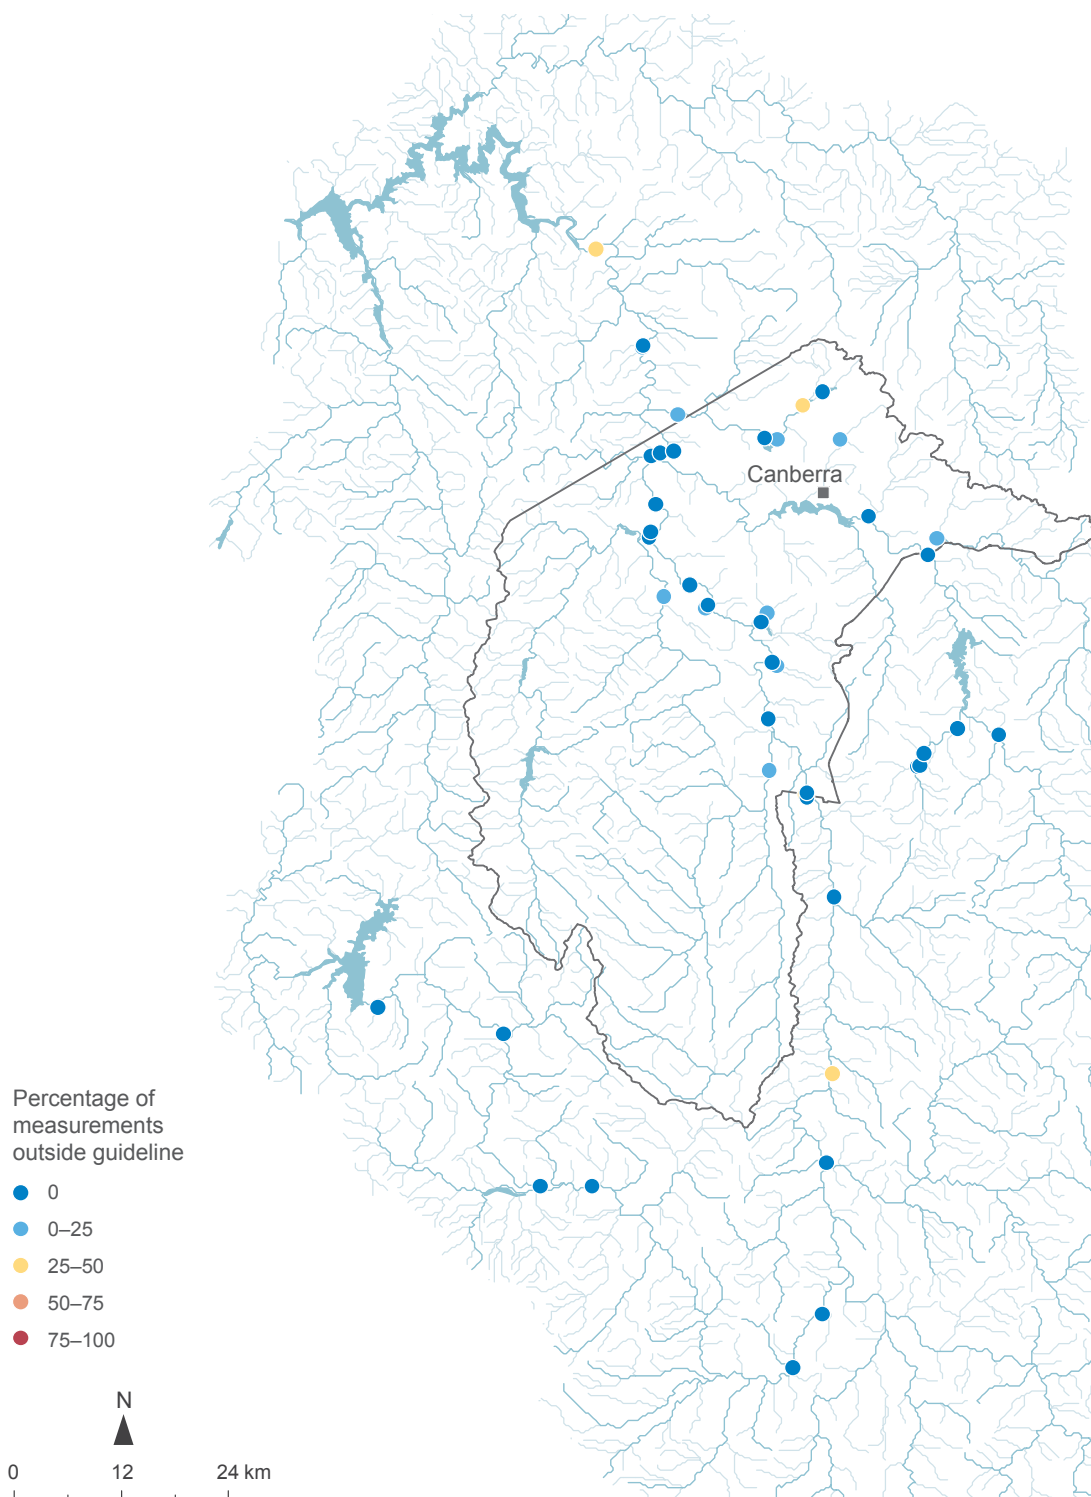 Canberra
Percentage of
measurements
outside guideline
0
0–25
25–50
50–75
75–100
N
0 12 24 km